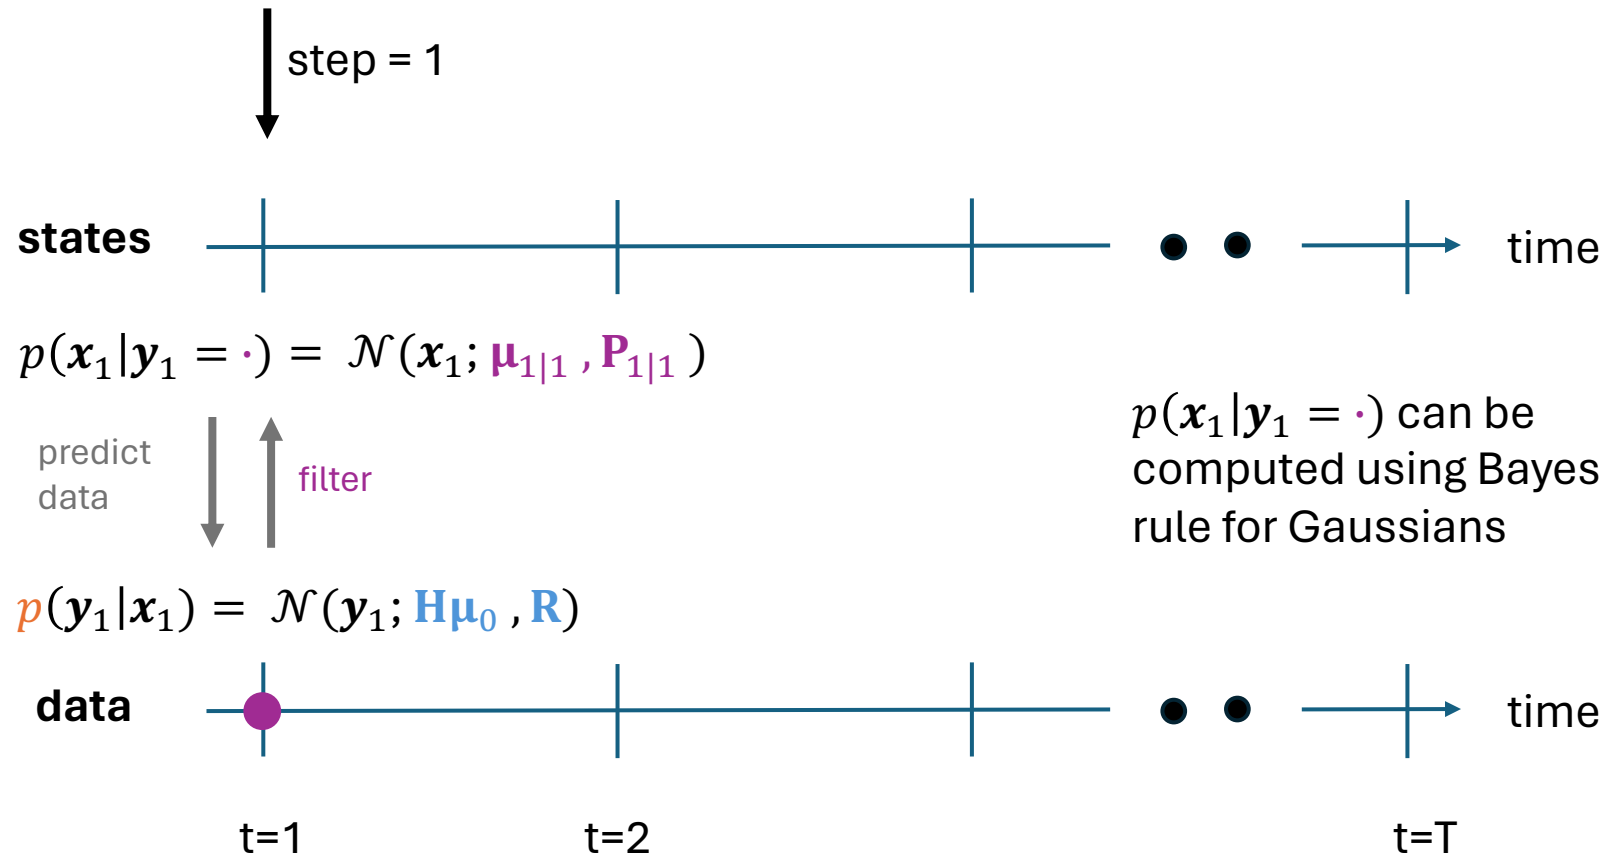 step = 1
states
time
p(x₁|y₁ = ·) = 𝒩(x₁; μ₁|₁ , P₁|₁ )
predict
data
filter
p(x₁|y₁ = ·) can be
computed using Bayes
rule for Gaussians
p(y₁|x₁) = 𝒩(y₁; Hμ₀ , R)
data
time
t=1
t=2
t=T